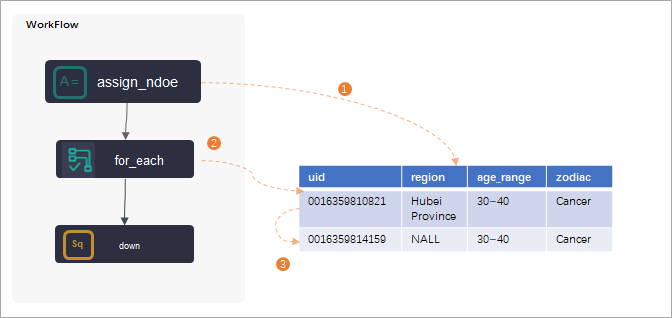 WorkFlow
A=
assign_ndoe
1
2
for_each
uid region age_range zodiac
0016359810821 Hubei Province 30-40 Cancer
0016359814159 NALL 30-40 Cancer
Sq
down
3